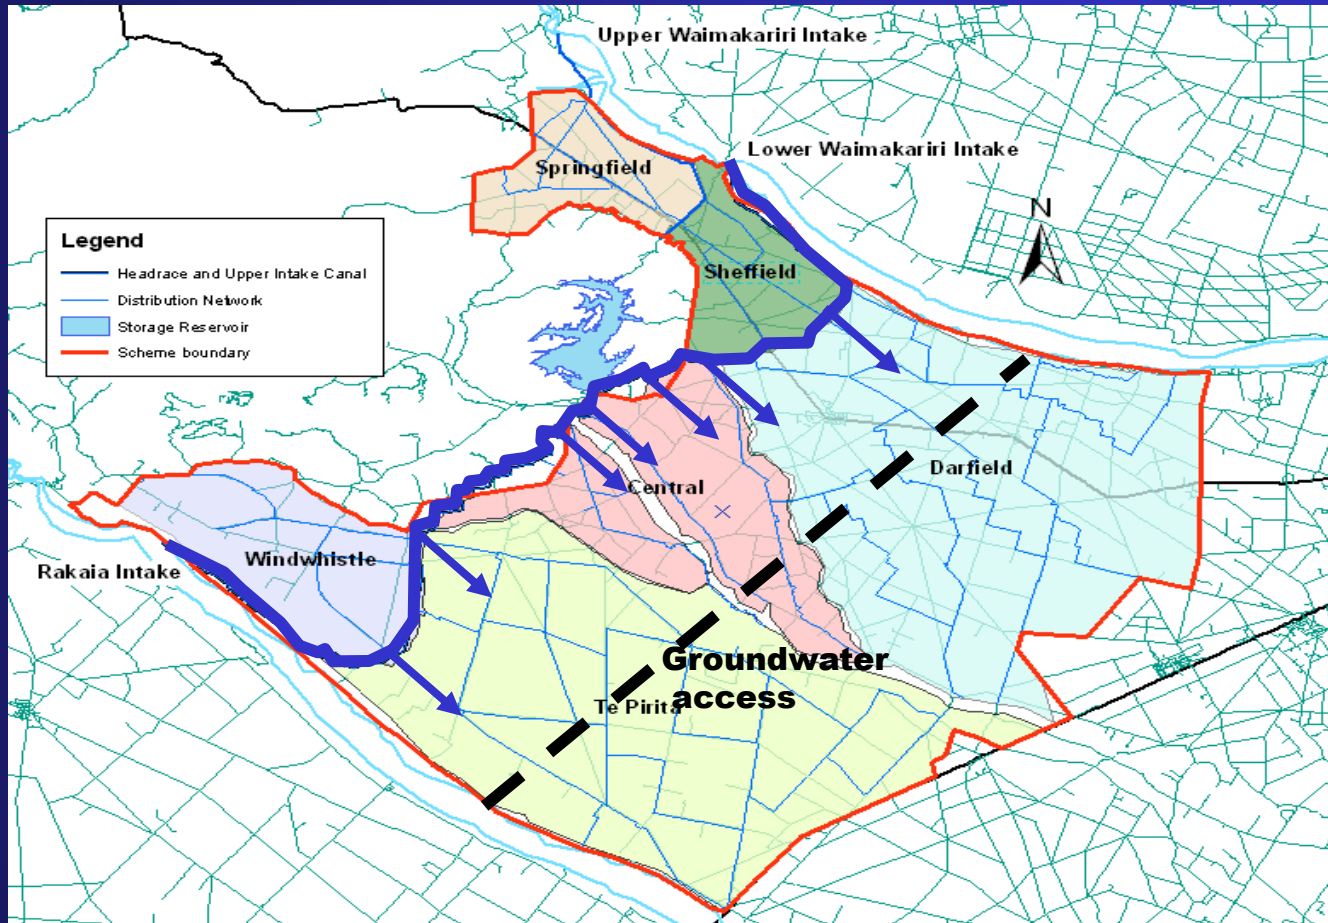 Upper Waimakariri Intake
Lower Waimakariri Intake
Springfield
N
Legend
Headrace and Upper Intake Canal
Distribution Network
Storage Reservoir
Scheme boundary
Sheffield
Darfield
Central
Windwhistle
Rakaia Intake
Groundwater
access
Te Pirita